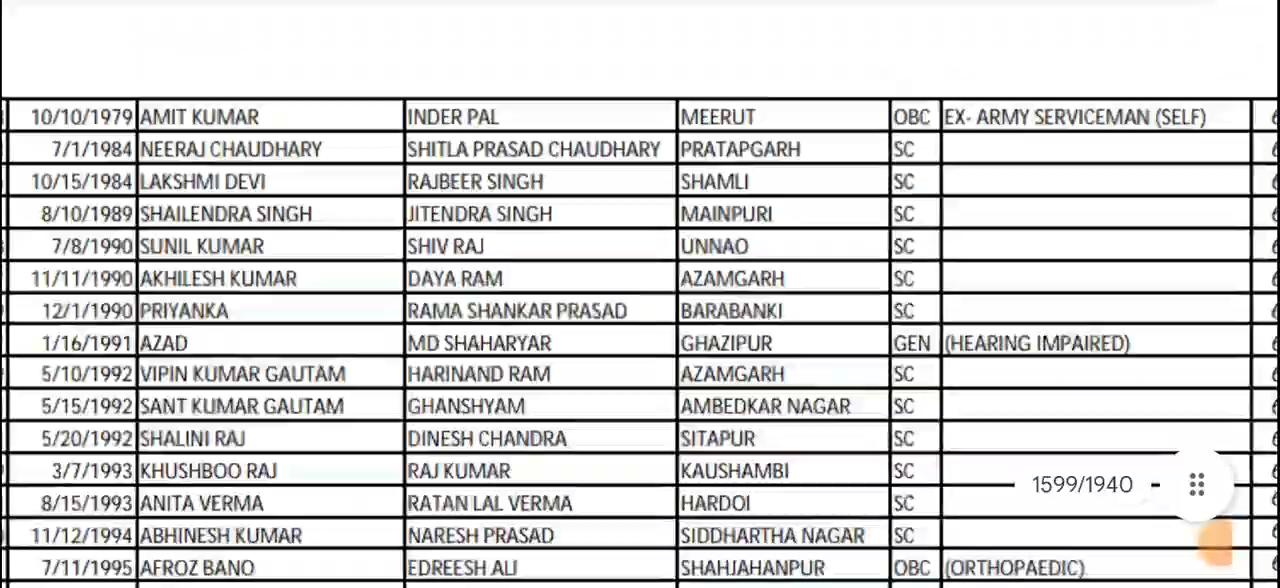 10/10/1979 AMIT KUMAR INDER PAL MEERUT OBC EX- ARMY SERVICEMAN (SELF)
7/1/1984 NEERAJ CHAUDHARY SHITLA PRASAD CHAUDHARY PRATAPGARH SC
10/15/1984 LAKSHMI DEVI RAJBEER SINGH SHAMLI SC
8/10/1989 SHAILENDRA SINGH JITENDRA SINGH MAINPURI SC
7/8/1990 SUNIL KUMAR SHIV RAJ UNNAO SC
11/11/1990 AKHILESH KUMAR DAYA RAM AZAMGARH SC
12/1/1990 PRIYANKA RAMA SHANKAR PRASAD BARABANKI SC
1/16/1991 AZAD MD SHAHARYAR GHAZIPUR GEN (HEARING IMPAIRED)
5/10/1992 VIPIN KUMAR GAUTAM HARINAND RAM AZAMGARH SC
5/15/1992 SANT KUMAR GAUTAM GHANSHYAM AMBEDKAR NAGAR SC
5/20/1992 SHALINI RAJ DINESH CHANDRA SITAPUR SC
3/7/1993 KHUSHBOO RAJ RAJ KUMAR KAUSHAMBI SC
1599/1940
8/15/1993 ANITA VERMA RATAN LAL VERMA HARDOI SC
11/12/1994 ABHINESH KUMAR NARESH PRASAD SIDDHARTHA NAGAR SC
7/11/1995 AFROZ BANO EDREESH ALI SHAHJAHANPUR OBC (ORTHOPAEDIC)